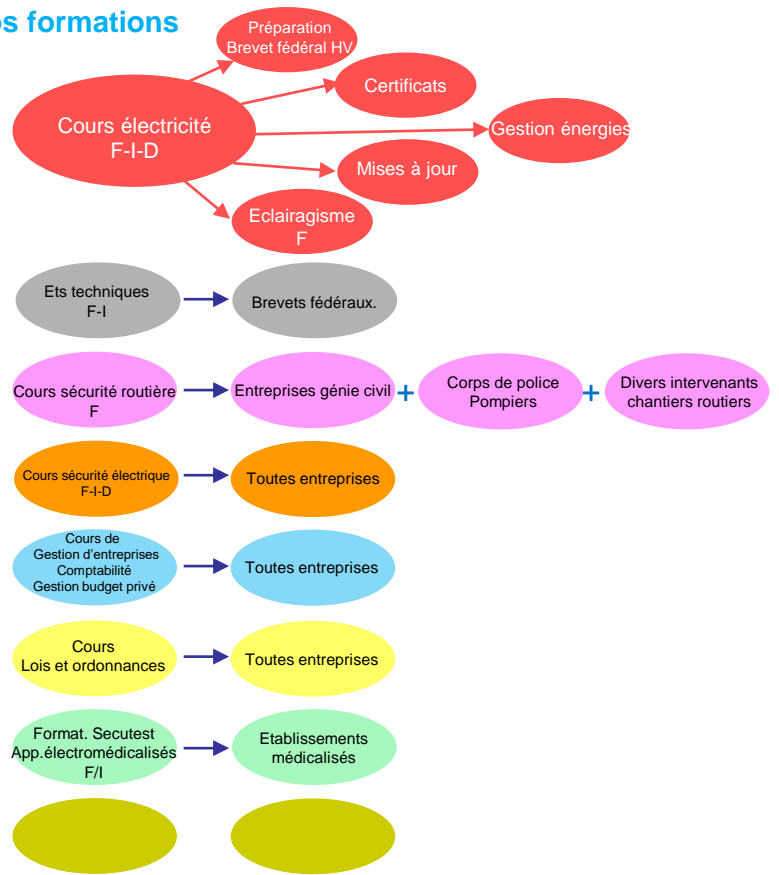 os formations
Préparation
Brevet fédéral HV
Certificats
Cours électricité
F-I-D
Gestion énergies
Mises à jour
Eclairagisme
F
Ets techniques
F-I
Brevets fédéraux.
Cours sécurité routière
F
Entreprises génie civil
+
Corps de police
Pompiers
+
Divers intervenants
chantiers routiers
Cours sécurité électrique
F-I-D
Toutes entreprises
Cours de
Gestion d'entreprises
Comptabilité
Gestion budget privé
Toutes entreprises
Cours
Lois et ordonnances
Toutes entreprises
Format. Secutest
App.électromédicalisés
F/I
Etablissements
médicalisés